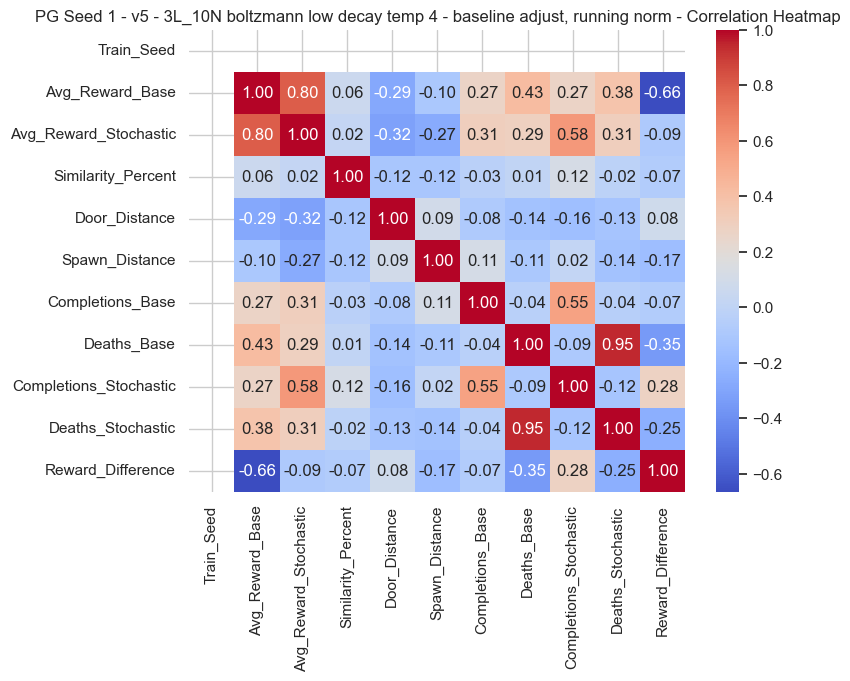 PG Seed 1 - v5 - 3L_10N boltzmann low decay temp 4 - baseline adjust, running norm - Correlation Heatmap
Train_Seed
Avg_Reward_Base 1.00 0.80 0.06 -0.29 -0.10 0.27 0.43 0.27 0.38 -0.66
Avg_Reward_Stochastic 0.80 1.00 0.02 -0.32 -0.27 0.31 0.29 0.58 0.31 -0.09
Similarity_Percent 0.06 0.02 1.00 -0.12 -0.12 -0.03 0.01 0.12 -0.02 -0.07
Door_Distance -0.29 -0.32 -0.12 1.00 0.09 -0.08 -0.14 -0.16 -0.13 0.08
Spawn_Distance -0.10 -0.27 -0.12 0.09 1.00 0.11 -0.11 0.02 -0.14 -0.17
Completions_Base 0.27 0.31 -0.03 -0.08 0.11 1.00 -0.04 0.55 -0.04 -0.07
Deaths_Base 0.43 0.29 0.01 -0.14 -0.11 -0.04 1.00 -0.09 0.95 -0.35
Completions_Stochastic 0.27 0.58 0.12 -0.16 0.02 0.55 -0.09 1.00 -0.12 0.28
Deaths_Stochastic 0.38 0.31 -0.02 -0.13 -0.14 -0.04 0.95 -0.12 1.00 -0.25
Reward_Difference -0.66 -0.09 -0.07 0.08 -0.17 -0.07 -0.35 0.28 -0.25 1.00
Train_Seed
Avg_Reward_Base
Avg_Reward_Stochastic
Similarity_Percent
Door_Distance
Spawn_Distance
Completions_Base
Deaths_Base
Completions_Stochastic
Deaths_Stochastic
Reward_Difference
1.0
0.8
0.6
0.4
0.2
0.0
-0.2
-0.4
-0.6